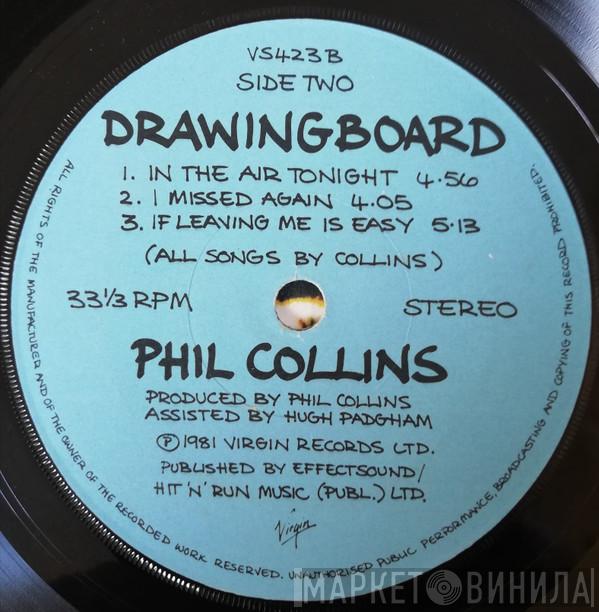 VS423B
SIDE TWO
DRAWINGBOARD
1. IN THE AIR TONIGHT 4·56
2. I MISSED AGAIN 4.05
3. IF LEAVING ME IS EASY 5·13
(ALL SONGS BY COLLINS)
33⅓ RPM
STEREO
PHIL COLLINS
PRODUCED BY PHIL COLLINS
ASSISTED BY HUGH PADGHAM
Ⓟ 1981 VIRGIN RECORDS LTD.
PUBLISHED BY EFFECTSOUND/
HIT 'N' RUN MUSIC (PUBL.) LTD.
Virgin
ALL RIGHTS OF THE MANUFACTURER AND OF THE OWNER OF THE RECORDED WORK RESERVED. UNAUTHORISED PUBLIC PERFORMANCE, BROADCASTING AND COPYING OF THIS RECORD PROHIBITED.
МАРКЕТ ВИНИЛА